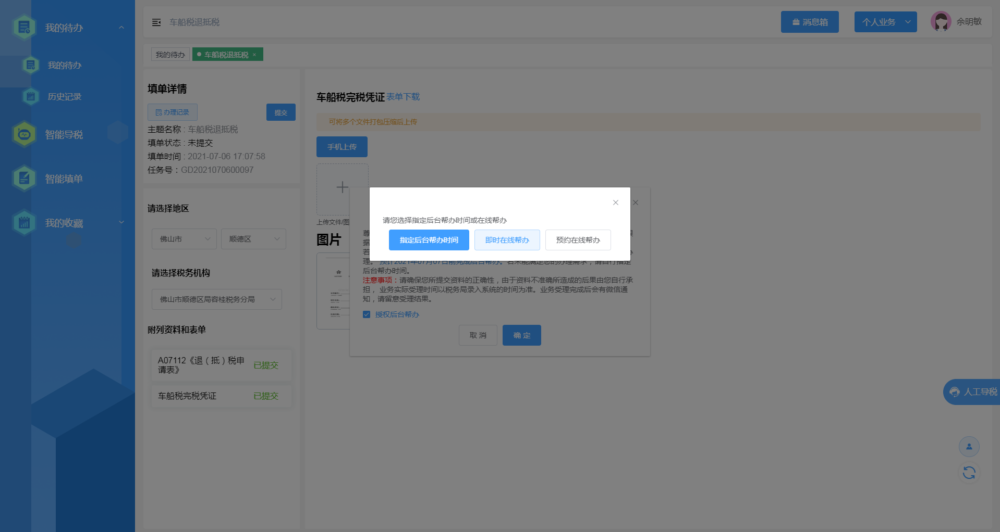 我的待办
我的待办
历史记录
智能导税
智能填单
我的收藏
车船税退抵税
消息箱
个人业务
余明敏
我的待办
车船税退抵税 ×
填单详情
办理记录
提交
主题名称 : 车船税退抵税
填单状态 : 未提交
填单时间 : 2021-07-06 17:07:58
任务号：GD2021070600097
请选择地区
佛山市
顺德区
请选择税务机构
佛山市顺德区局容桂税务分局
附列资料和表单
A07112《退（抵）税申
请表》
已提交
车船税完税凭证
已提交
车船税完税凭证 表单下载
可将多个文件打包压缩后上传
手机上传
上传文件/图
图片
请您选择指定后台帮办时间或在线帮办
指定后台帮办时间
即时在线帮办
预约在线帮办
尊
据
若
理。 预计2021年07月07日前完成后台帮办。若未能满足您的办理需求，请自行指定
后台帮办时间。
注意事项：请确保您所提交资料的正确性，由于资料不准确所造成的后果由您自行承
担， 业务实际受理时间以税务局录入系统的时间为准。业务受理完成后会有微信通
知，请留意受理结果。
授权后台帮办
取 消
确 定
人工导税